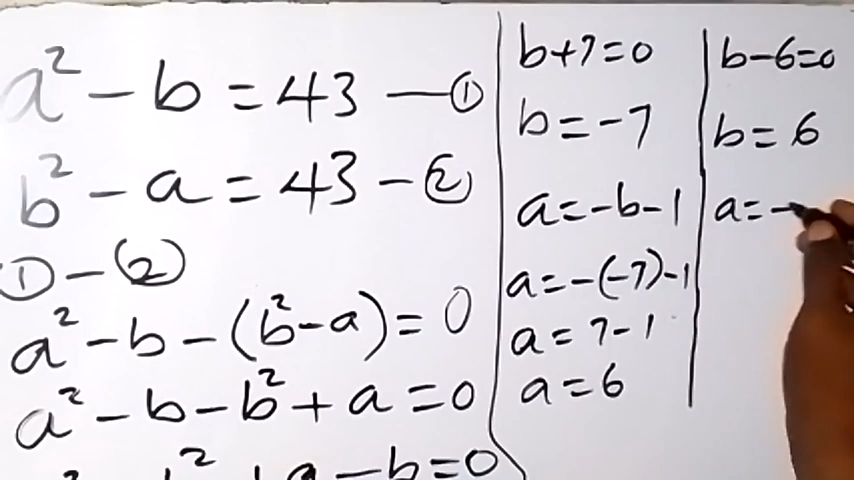 a² - b = 43 — ①
b² - a = 43 - ②
① - (2)
a² - b - (b² - a) = 0
a² - b - b² + a = 0
b + 7 = 0
b = -7
a = -b - 1
a = -(-7) - 1
a = 7 - 1
a = 6
b - 6 = 0
b = 6
a = -